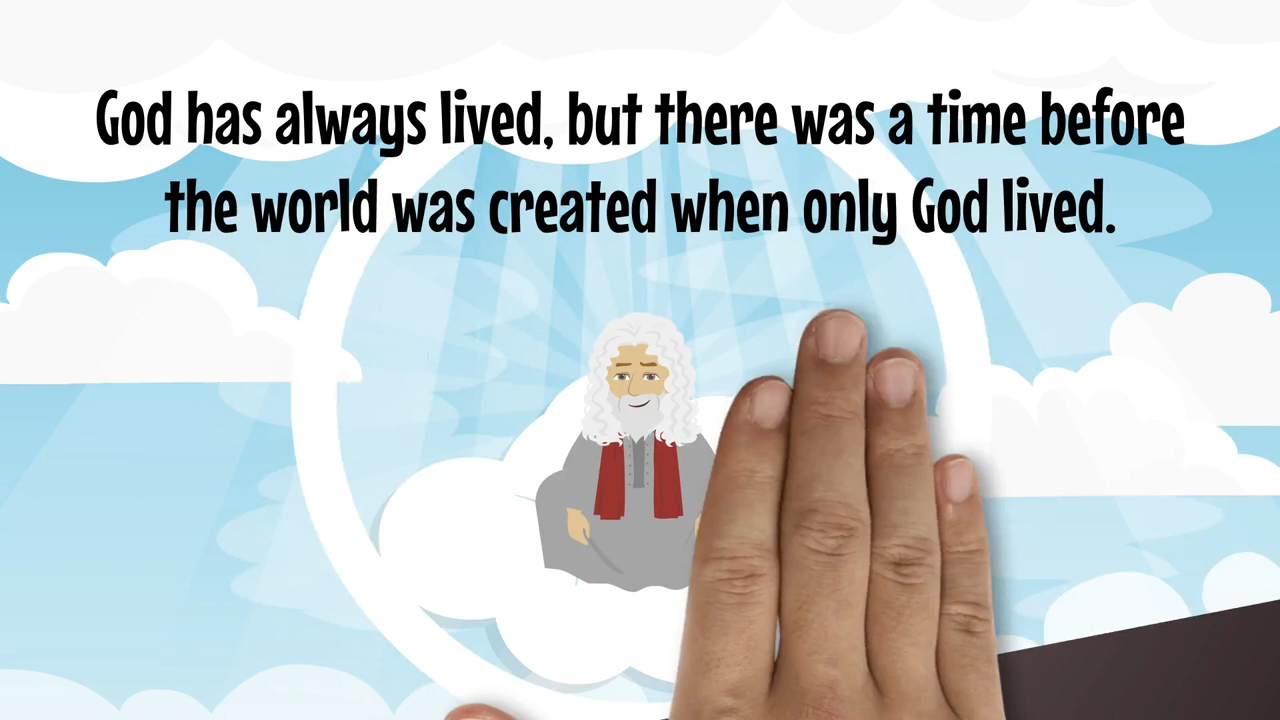 God has always lived, but there was a time before
the world was created when only God lived.